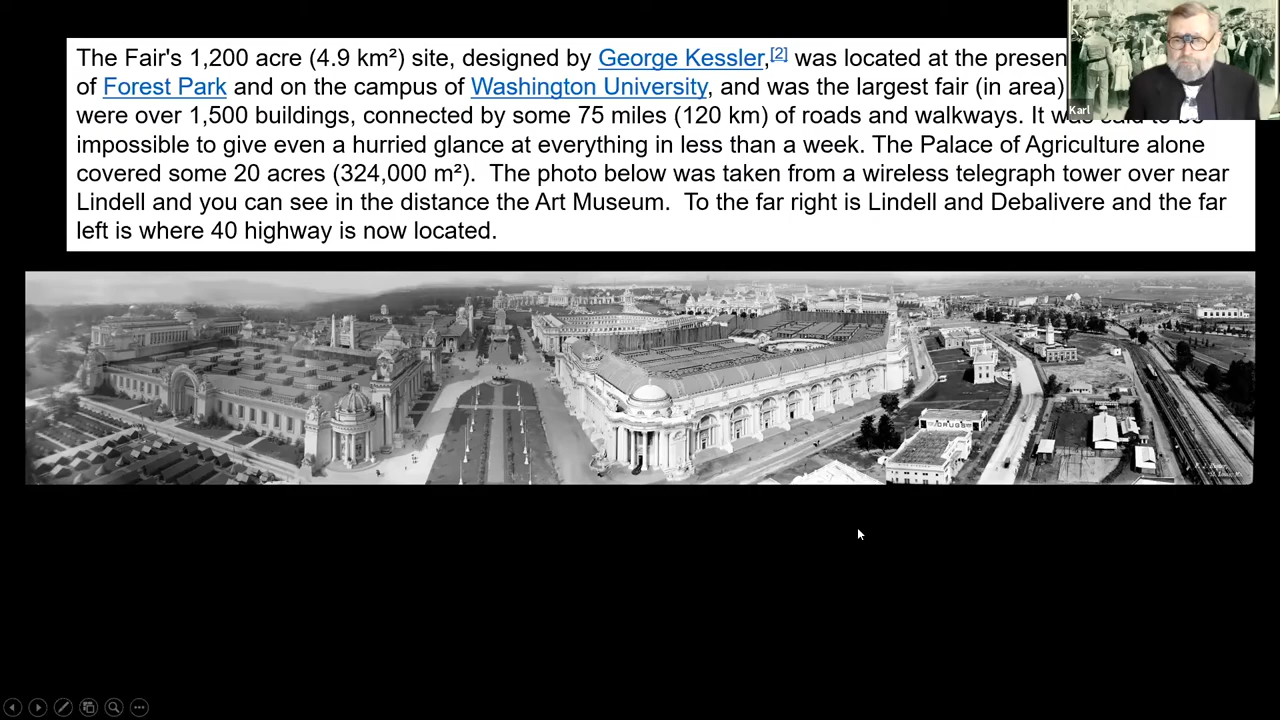 The Fair's 1,200 acre (4.9 km²) site, designed by George Kessler,[2] was located at the presen
of Forest Park and on the campus of Washington University, and was the largest fair (in area)
were over 1,500 buildings, connected by some 75 miles (120 km) of roads and walkways. It was said to be
impossible to give even a hurried glance at everything in less than a week. The Palace of Agriculture alone
covered some 20 acres (324,000 m²).  The photo below was taken from a wireless telegraph tower over near
Lindell and you can see in the distance the Art Museum.  To the far right is Lindell and Debalivere and the far
left is where 40 highway is now located.
Karl
DRUGS